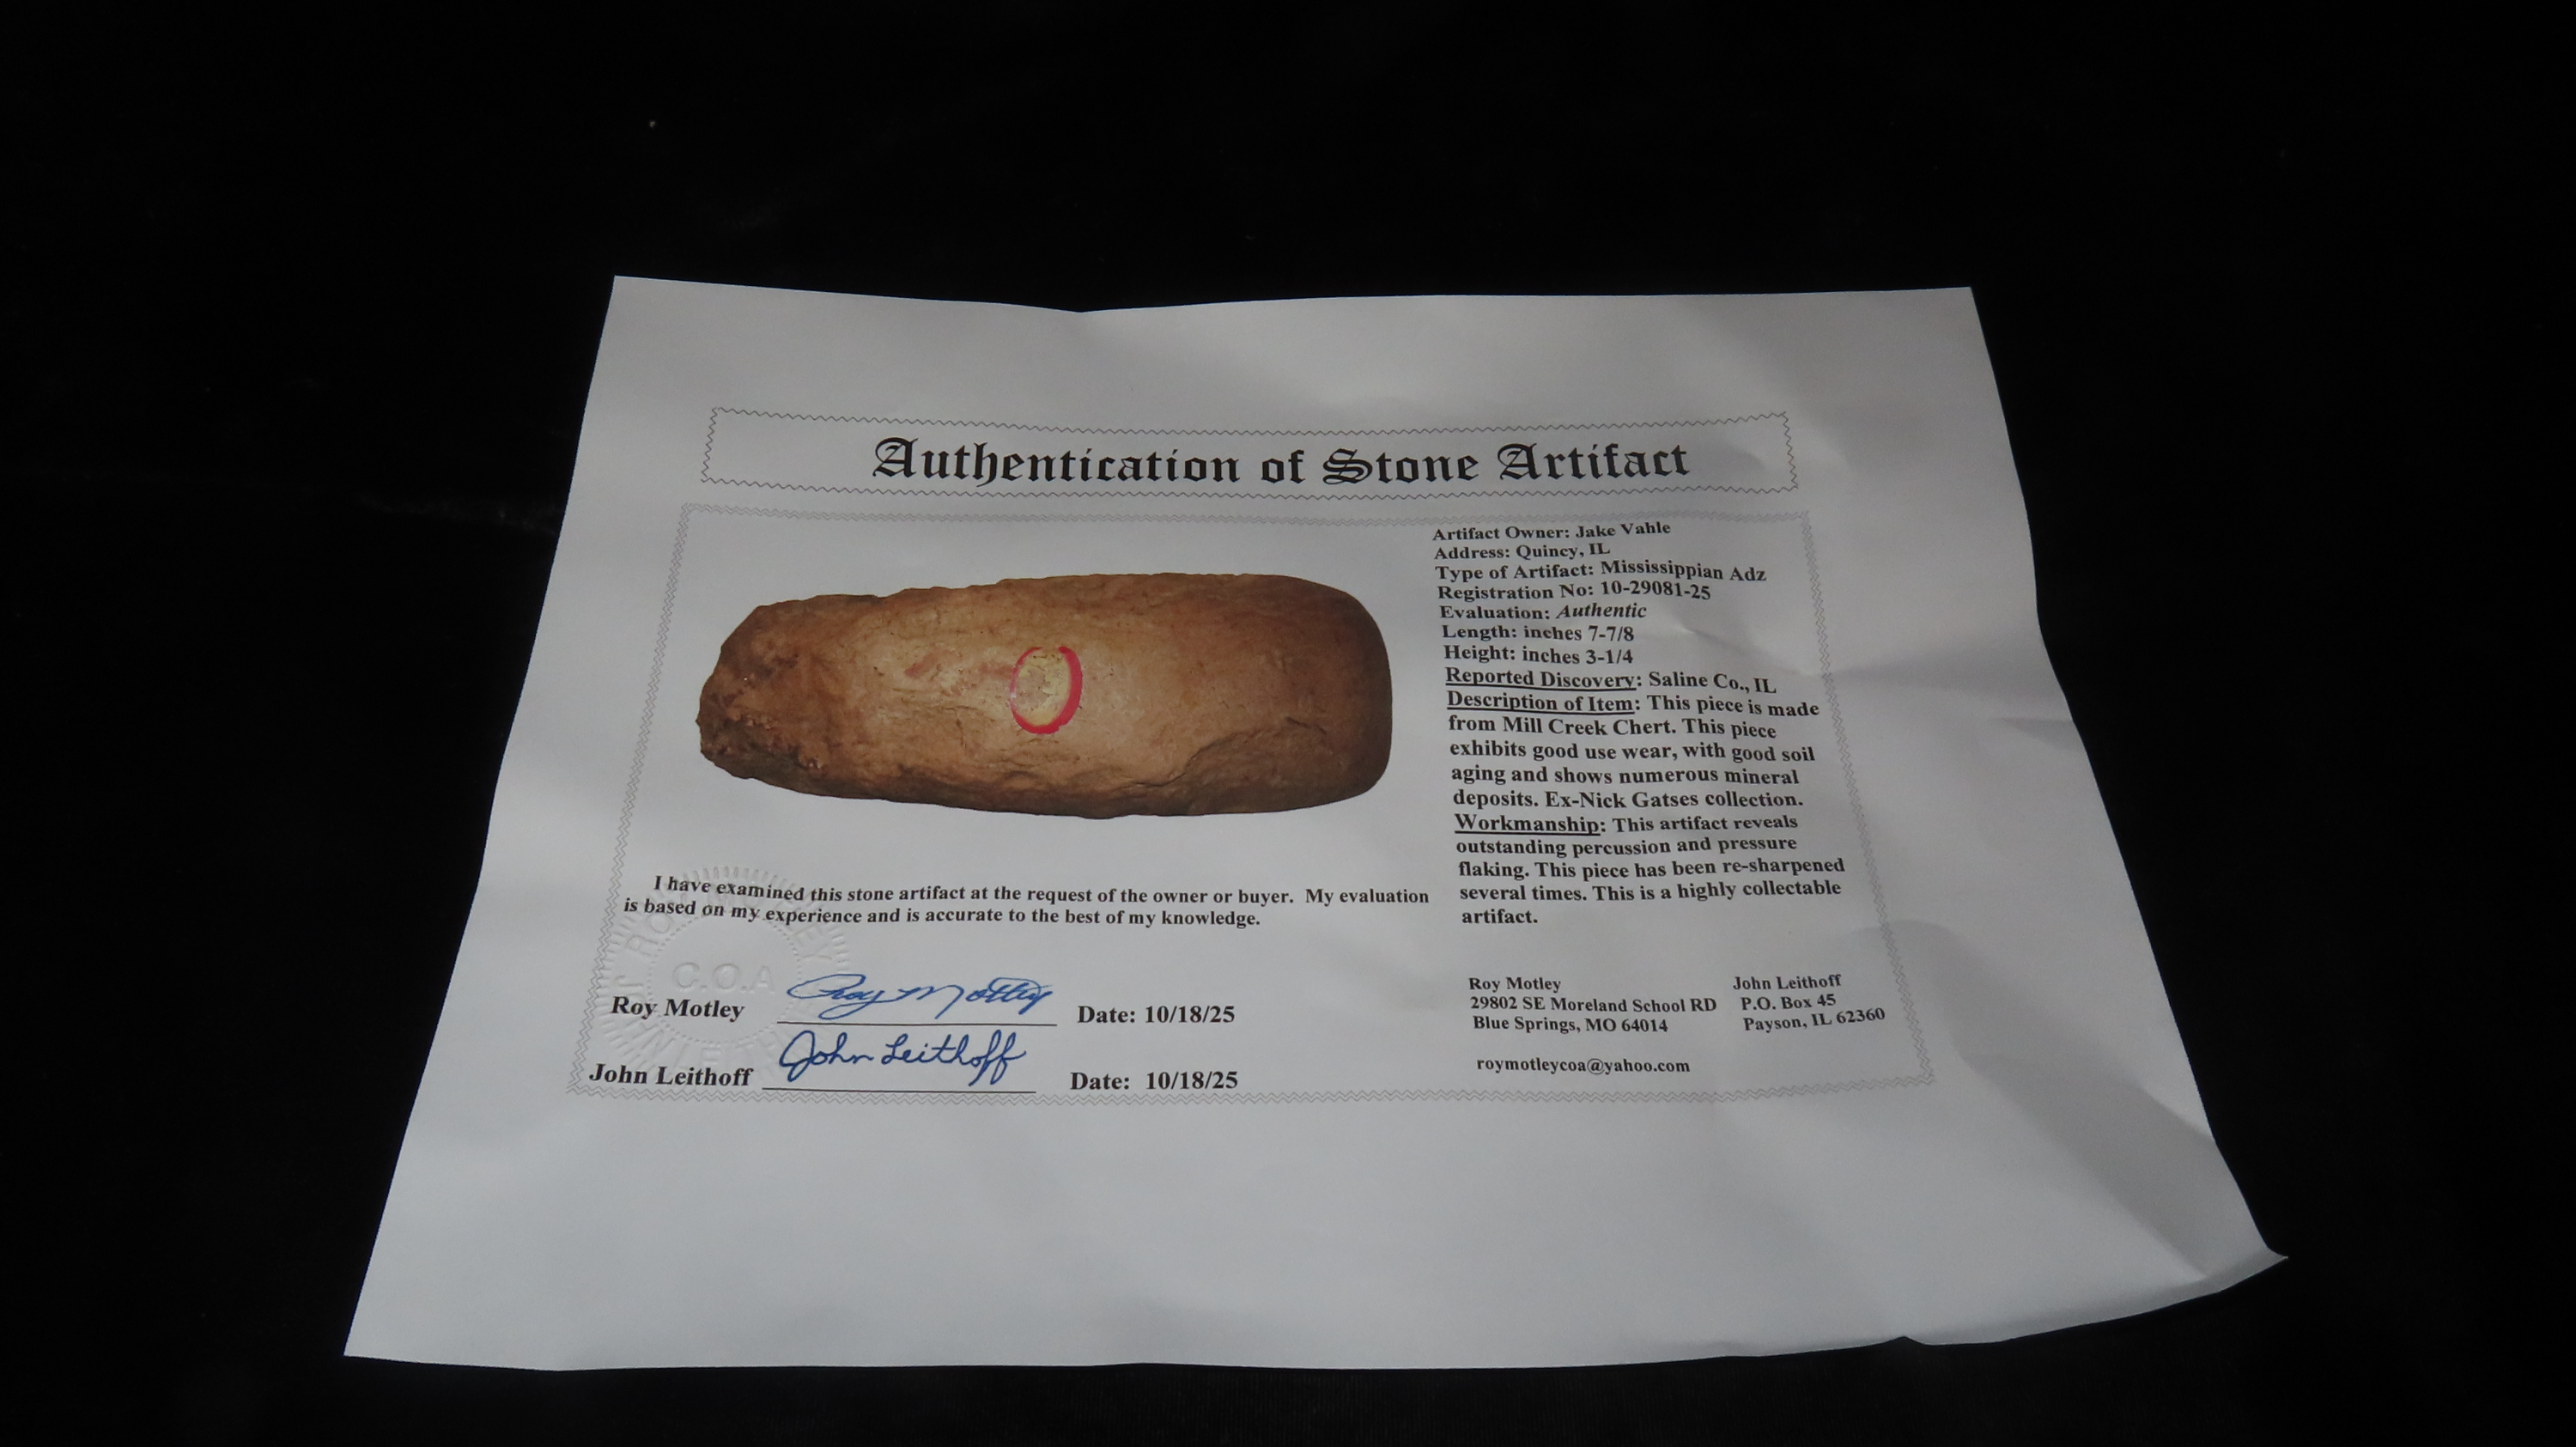 Authentication of Stone Artifact
Artifact Owner: Jake Vahle
Address: Quincy, IL
Type of Artifact: Mississippian Adz
Registration No: 10-29081-25
Evaluation: Authentic
Length: inches 7-7/8
Height: inches 3-1/4
Reported Discovery: Saline Co., IL
Description of Item: This piece is made
from Mill Creek Chert. This piece
exhibits good use wear, with good soil
aging and shows numerous mineral
deposits. Ex-Nick Gatses collection.
Workmanship: This artifact reveals
outstanding percussion and pressure
flaking. This piece has been re-sharpened
several times. This is a highly collectable
artifact.
I have examined this stone artifact at the request of the owner or buyer. My evaluation
is based on my experience and is accurate to the best of my knowledge.
C.O.A
Roy Motley Roy Motley Date: 10/18/25
John Leithoff John Leithoff Date: 10/18/25
Roy Motley
29802 SE Moreland School RD
Blue Springs, MO 64014
roymotleycoa@yahoo.com
John Leithoff
P.O. Box 45
Payson, IL 62360